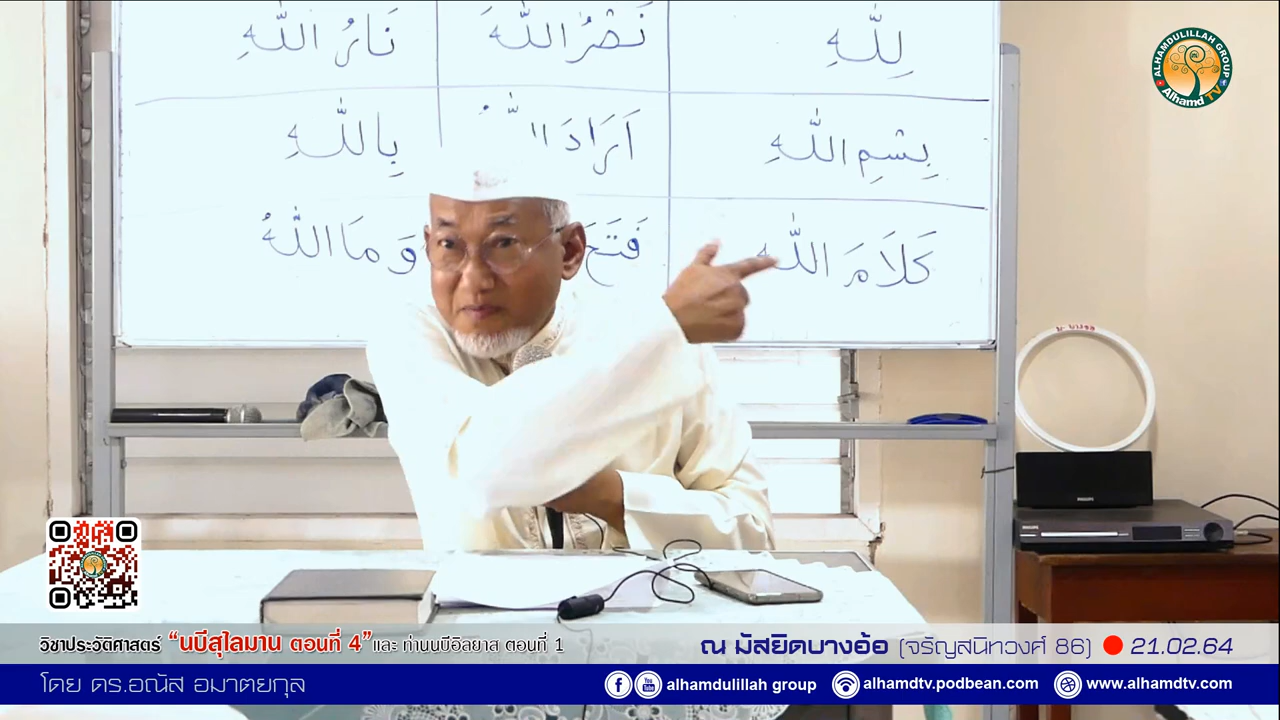 لِلّٰهِ نَصْرُ اللّٰهِ نَارُ اللّٰهِ
بِسْمِ اللّٰهِ اَرَادَ اللّٰهُ بِاللّٰهِ
كَلَامَ اللّٰهِ فَتَحَ وَمَا اللّٰهُ
ALHAMDULILLAH GROUP
Alhamd TV
PHILIPS
วิชาประวัติศาสตร์ “นบีสุไลมาน ตอนที่ 4” และ ท่านนบีอิลยาส ตอนที่ 1
ณ มัสยิดบางอ้อ (จรัญสนิทวงศ์ 86) 21.02.64
โดย ดร.อณัส อมาตยกุล
alhamdulillah group alhamdtv.podbean.com www.alhamdtv.com